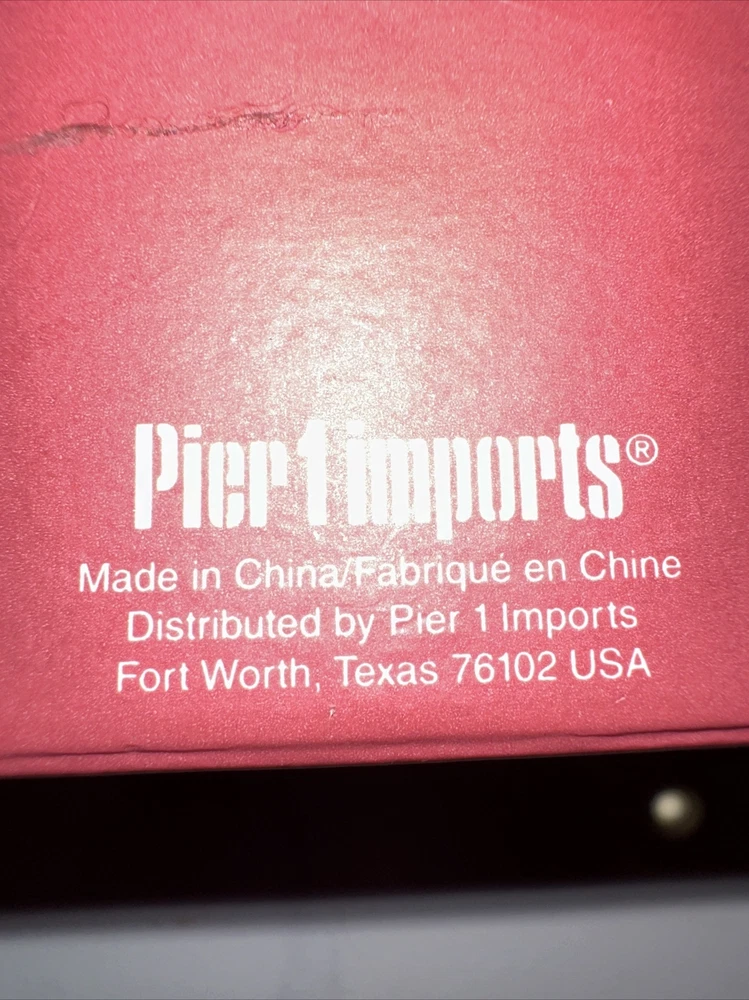 Pier 1 imports®
Made in China/Fabriqué en Chine
Distributed by Pier 1 Imports
Fort Worth, Texas 76102 USA